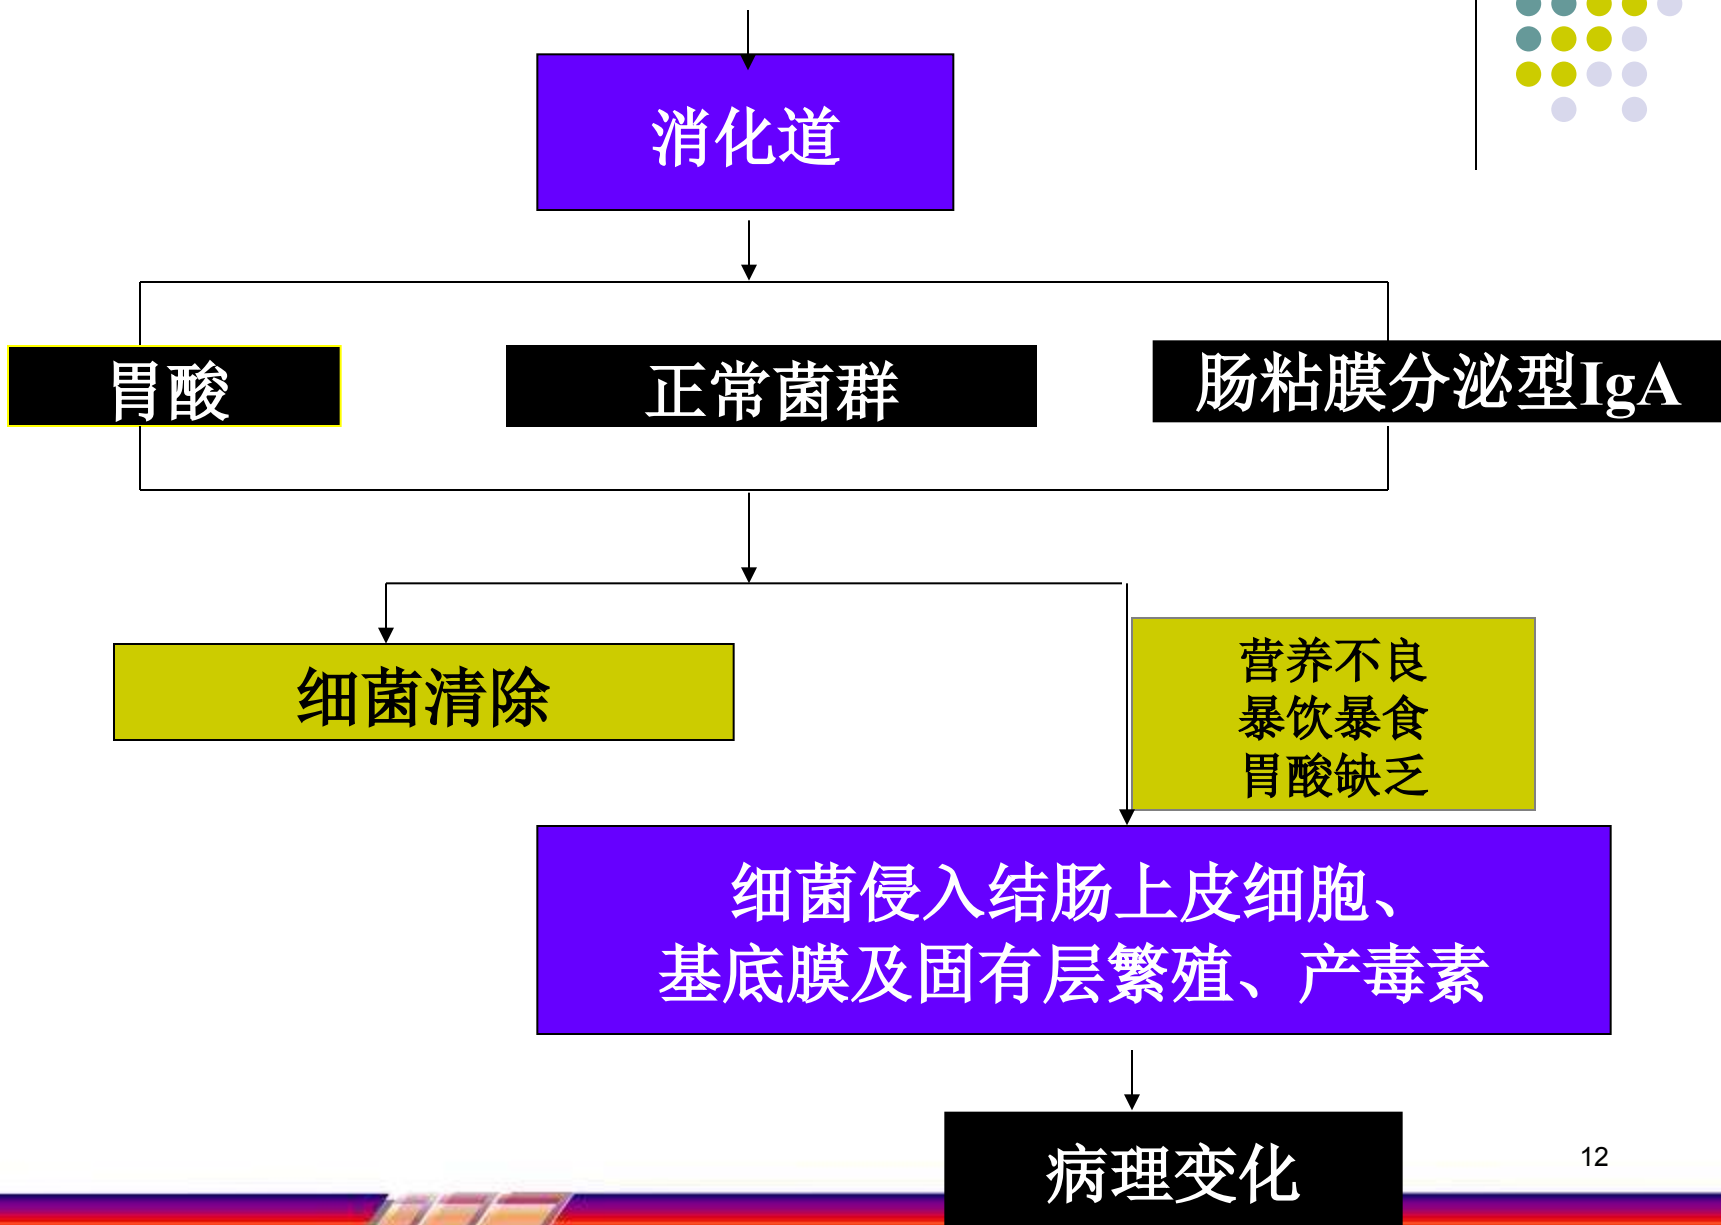 消化道
胃酸
正常菌群
肠粘膜分泌型IgA
细菌清除
营养不良
暴饮暴食
胃酸缺乏
细菌侵入结肠上皮细胞、
基底膜及固有层繁殖、产毒素
病理变化
12